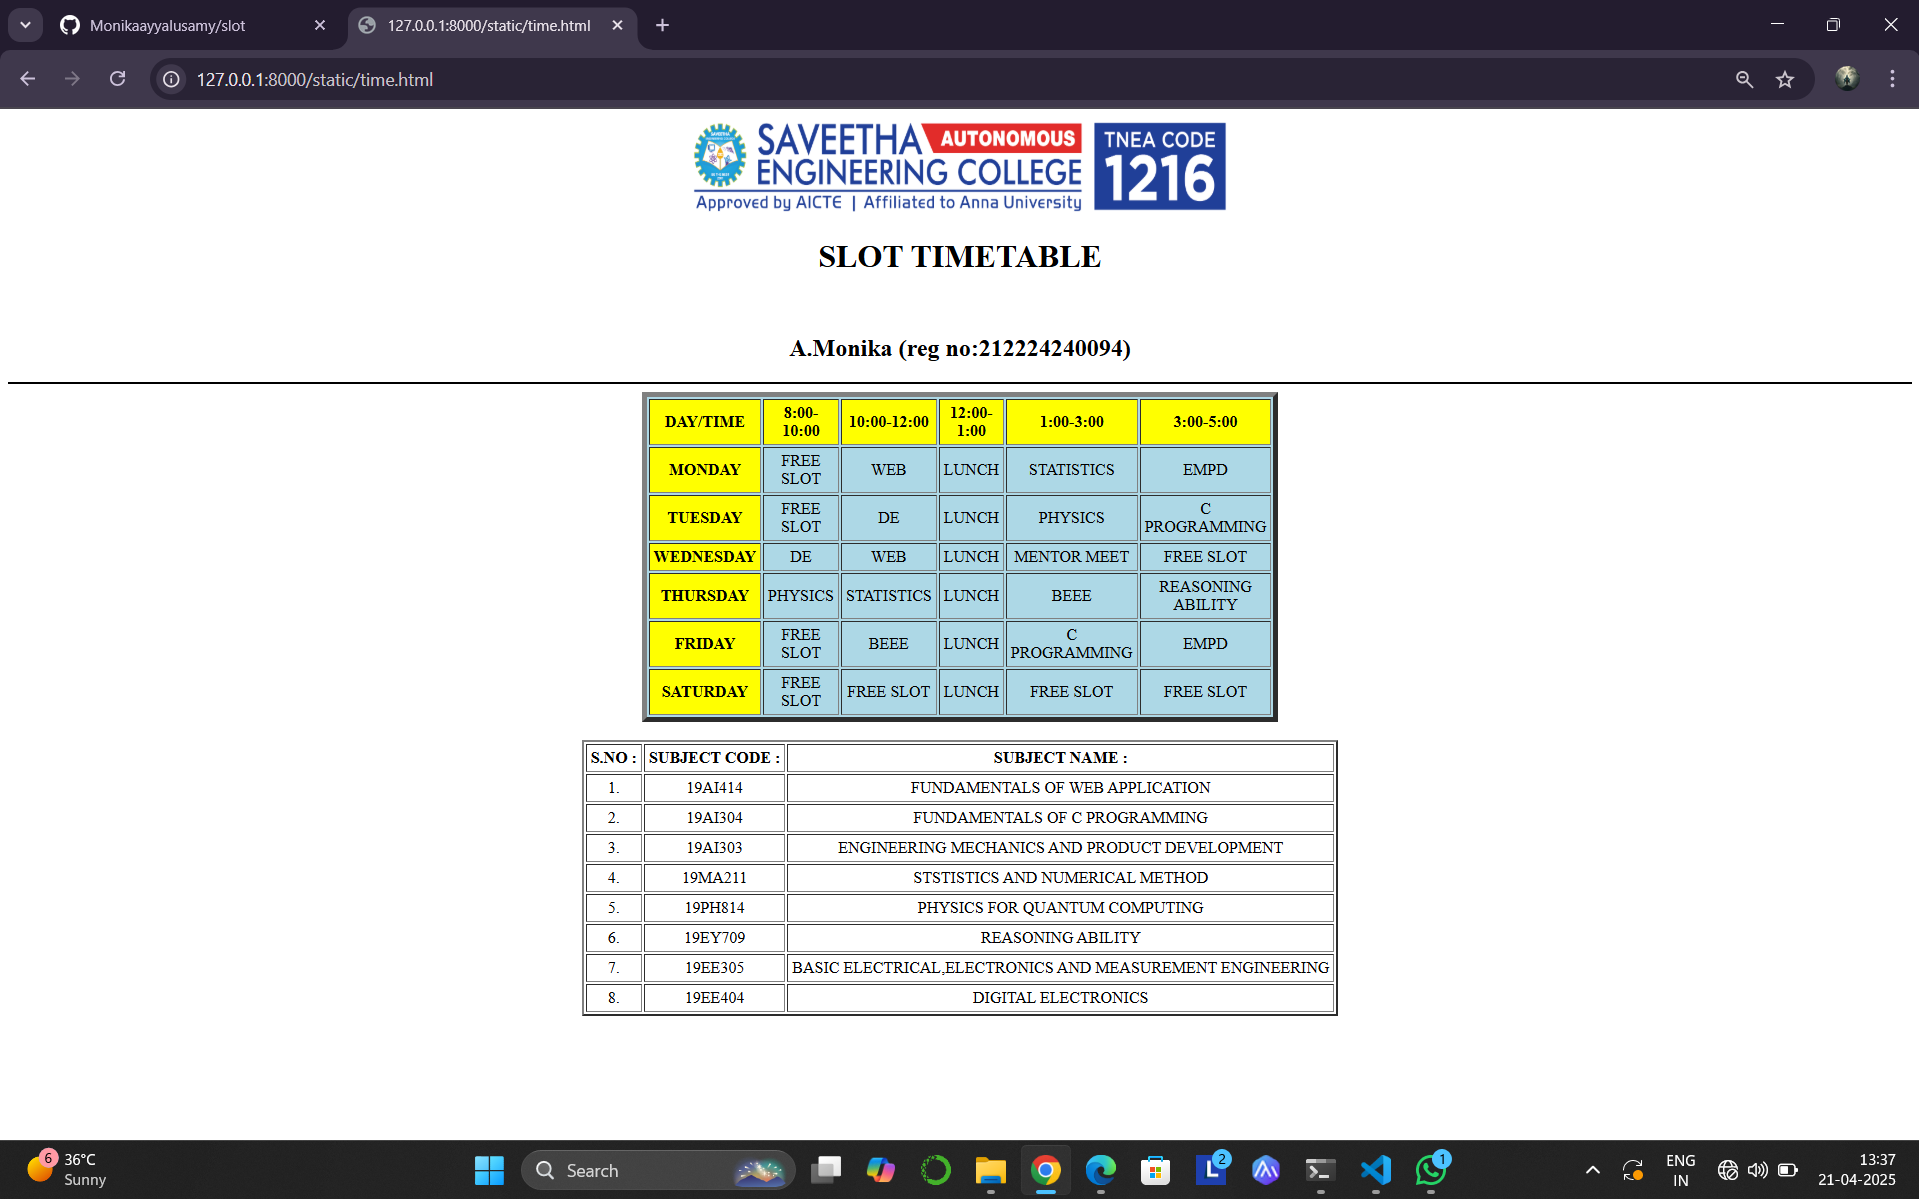 Monikaayyalusamy/slot
127.0.0.1:8000/static/time.html
127.0.0.1:8000/static/time.html
SAVEETHA AUTONOMOUS
ENGINEERING COLLEGE
Approved by AICTE | Affiliated to Anna University
TNEA CODE
1216
SLOT TIMETABLE
A.Monika (reg no:212224240094)
DAY/TIME 8:00-10:00 10:00-12:00 12:00-1:00 1:00-3:00 3:00-5:00
MONDAY FREE SLOT WEB LUNCH STATISTICS EMPD
TUESDAY FREE SLOT DE LUNCH PHYSICS C PROGRAMMING
WEDNESDAY DE WEB LUNCH MENTOR MEET FREE SLOT
THURSDAY PHYSICS STATISTICS LUNCH BEEE REASONING ABILITY
FRIDAY FREE SLOT BEEE LUNCH C PROGRAMMING EMPD
SATURDAY FREE SLOT FREE SLOT LUNCH FREE SLOT FREE SLOT
S.NO : SUBJECT CODE : SUBJECT NAME :
1. 19AI414 FUNDAMENTALS OF WEB APPLICATION
2. 19AI304 FUNDAMENTALS OF C PROGRAMMING
3. 19AI303 ENGINEERING MECHANICS AND PRODUCT DEVELOPMENT
4. 19MA211 STSTISTICS AND NUMERICAL METHOD
5. 19PH814 PHYSICS FOR QUANTUM COMPUTING
6. 19EY709 REASONING ABILITY
7. 19EE305 BASIC ELECTRICAL,ELECTRONICS AND MEASUREMENT ENGINEERING
8. 19EE404 DIGITAL ELECTRONICS
6
36°C
Sunny
Search
L
2
1
ENG
IN
13:37
21-04-2025